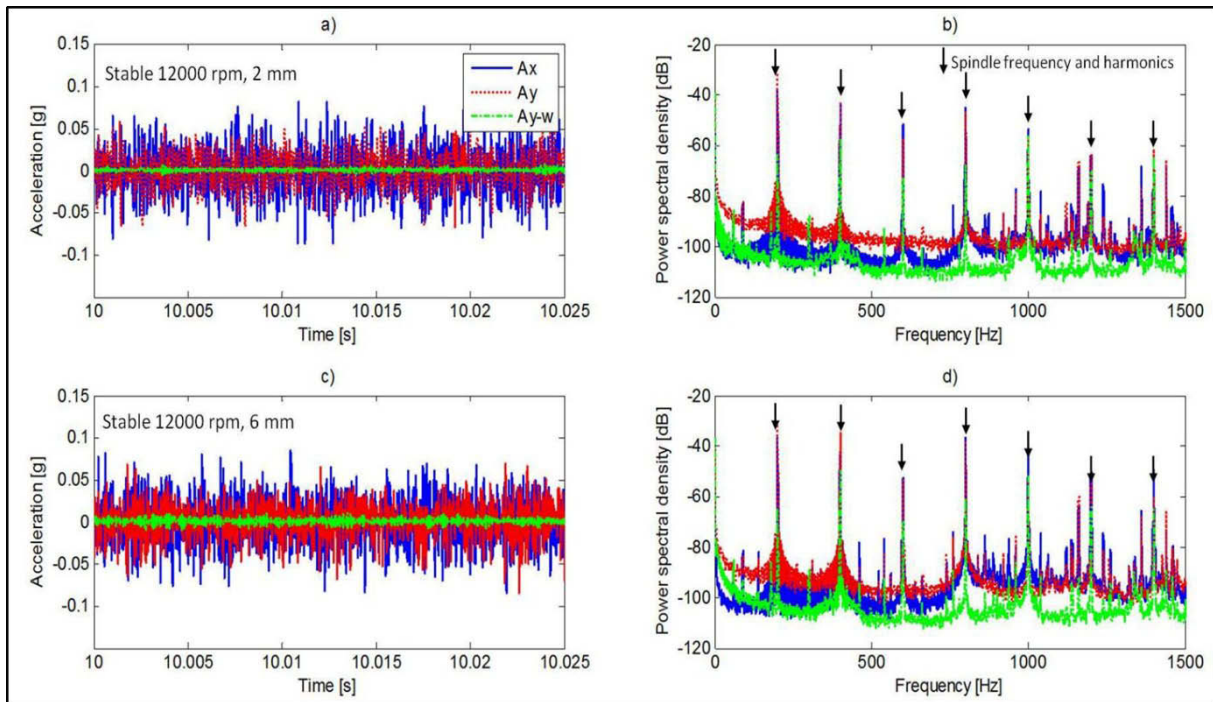 a)
0.15
0.1
0.05
0
-0.05
-0.1
Acceleration [g]
Stable 12000 rpm, 2 mm
Ax
Ay
Ay-w
10 10.005 10.01 10.015 10.02 10.025
Time [s]
b)
-20
-40
-60
-80
-100
-120
Power spectral density [dB]
Spindle frequency and harmonics
0 500 1000 1500
Frequency [Hz]
c)
0.15
0.1
0.05
0
-0.05
-0.1
Acceleration [g]
Stable 12000 rpm, 6 mm
10 10.005 10.01 10.015 10.02 10.025
Time [s]
d)
-20
-40
-60
-80
-100
-120
Power spectral density [dB]
0 500 1000 1500
Frequency [Hz]